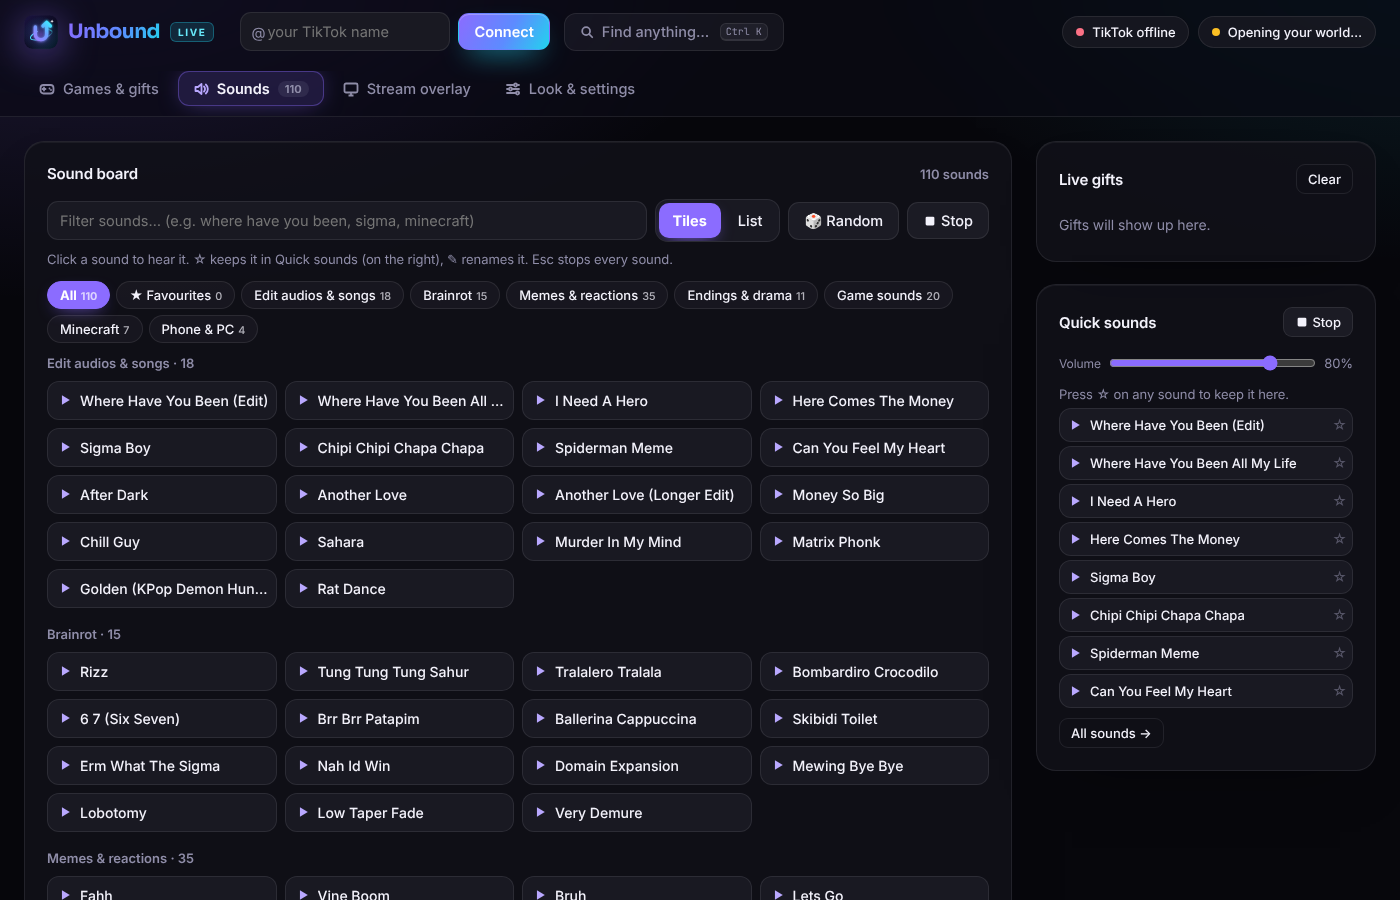 Unbound LIVE
@your TikTok name
Connect
Find anything... Ctrl K
TikTok offline
Opening your world...
Games & gifts
Sounds 110
Stream overlay
Look & settings
Sound board
110 sounds
Filter sounds... (e.g. where have you been, sigma, minecraft)
Tiles
List
🎲 Random
⏹ Stop
Click a sound to hear it. ☆ keeps it in Quick sounds (on the right), ✎ renames it. Esc stops every sound.
All 110
★ Favourites 0
Edit audios & songs 18
Brainrot 15
Memes & reactions 35
Endings & drama 11
Game sounds 20
Minecraft 7
Phone & PC 4
Edit audios & songs · 18
Where Have You Been (Edit)
Where Have You Been All ...
I Need A Hero
Here Comes The Money
Sigma Boy
Chipi Chipi Chapa Chapa
Spiderman Meme
Can You Feel My Heart
After Dark
Another Love
Another Love (Longer Edit)
Money So Big
Chill Guy
Sahara
Murder In My Mind
Matrix Phonk
Golden (KPop Demon Hun...
Rat Dance
Brainrot · 15
Rizz
Tung Tung Tung Sahur
Tralalero Tralala
Bombardiro Crocodilo
6 7 (Six Seven)
Brr Brr Patapim
Ballerina Cappuccina
Skibidi Toilet
Erm What The Sigma
Nah Id Win
Domain Expansion
Mewing Bye Bye
Lobotomy
Low Taper Fade
Very Demure
Memes & reactions · 35
Fahh
Vine Boom
Bruh
Lets Go
Live gifts
Clear
Gifts will show up here.
Quick sounds
⏹ Stop
Volume
80%
Press ☆ on any sound to keep it here.
Where Have You Been (Edit) ☆
Where Have You Been All My Life ☆
I Need A Hero ☆
Here Comes The Money ☆
Sigma Boy ☆
Chipi Chipi Chapa Chapa ☆
Spiderman Meme ☆
Can You Feel My Heart ☆
All sounds →